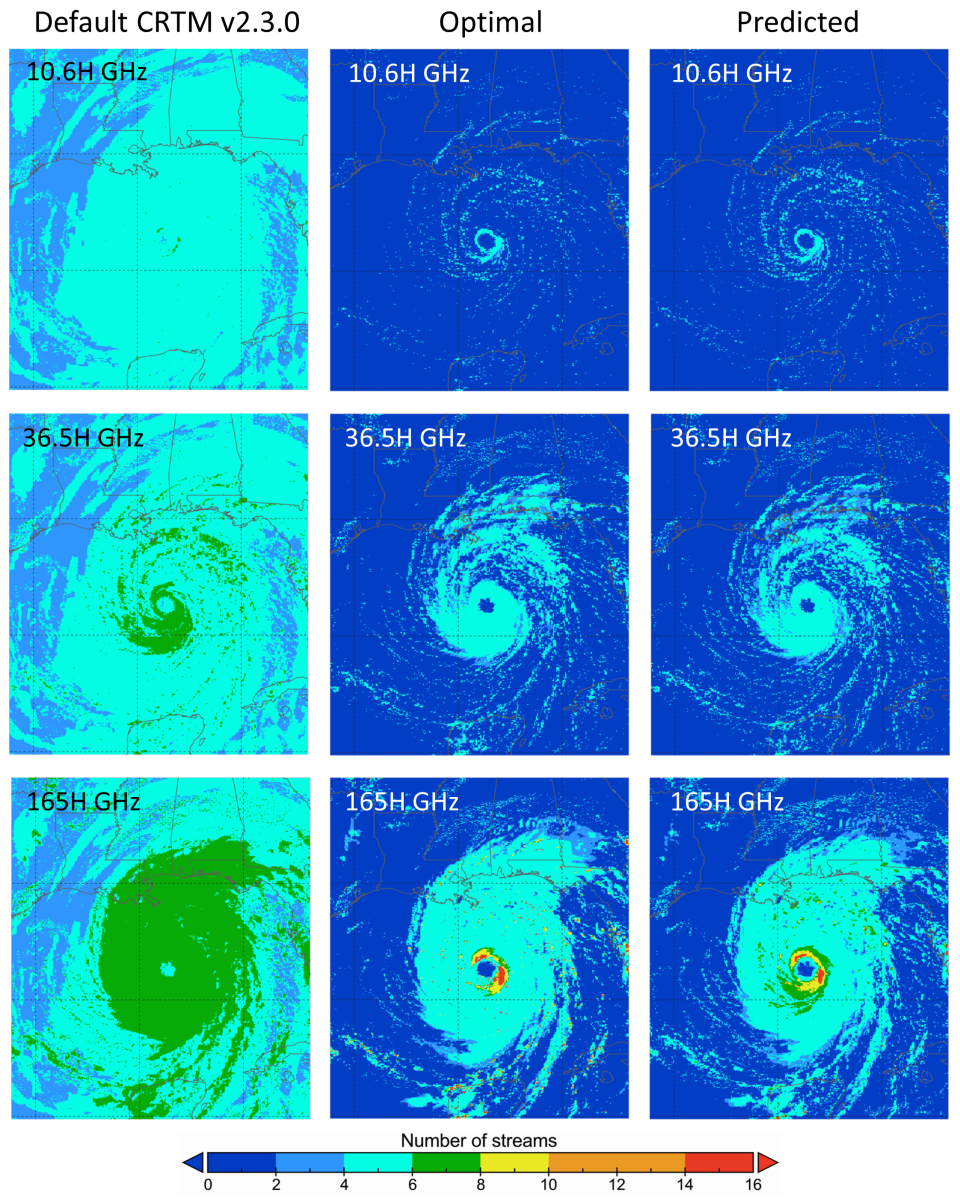 Default CRTM v2.3.0 Optimal Predicted
10.6H GHz 10.6H GHz 10.6H GHz
36.5H GHz 36.5H GHz 36.5H GHz
165H GHz 165H GHz 165H GHz
Number of streams
0 2 4 6 8 10 12 14 16